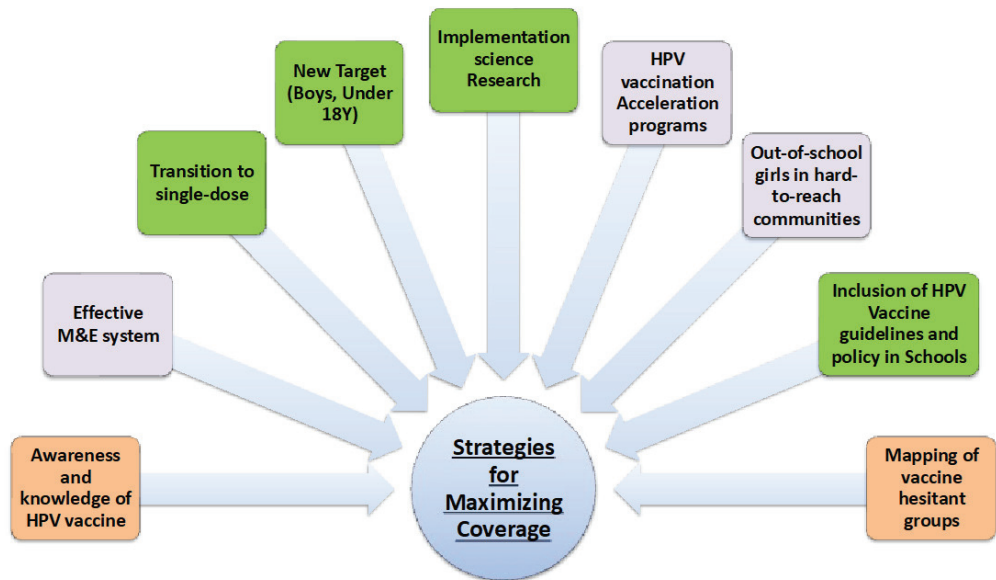 Implementation
science
Research
New Target
(Boys, Under
18Y)
HPV
vaccination
Acceleration
programs
Transition to
single-dose
Out-of-school
girls in hard-
to-reach
communities
Effective
M&E system
Inclusion of HPV
Vaccine
guidelines and
policy in Schools
Awareness
and
knowledge of
HPV vaccine
Strategies
for
Maximizing
Coverage
Mapping of
vaccine
hesitant
groups